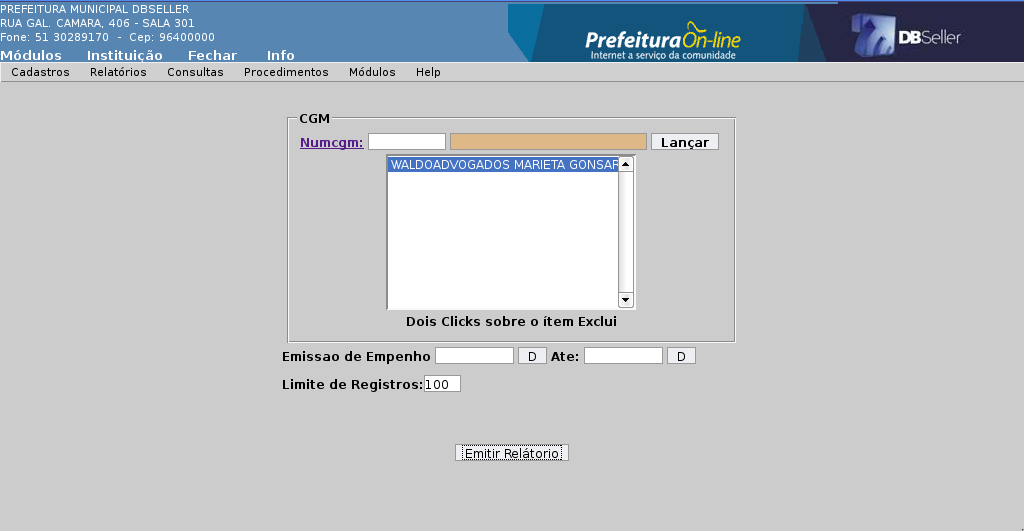 PREFEITURA MUNICIPAL DBSELLER
RUA GAL. CAMARA, 406 - SALA 301
Fone: 51 30289170 - Cep: 96400000
PrefeituraOn-line
Internet a serviço da comunidade
DBSeller
Módulos Instituição Fechar Info
Cadastros Relatórios Consultas Procedimentos Módulos Help
CGM
Numcgm: Lançar
WALDOADVOGADOS MARIETA GONSAR
Dois Clicks sobre o ítem Exclui
Emissao de Empenho D Ate: D
Limite de Registros: 100
Emitir Relátorio